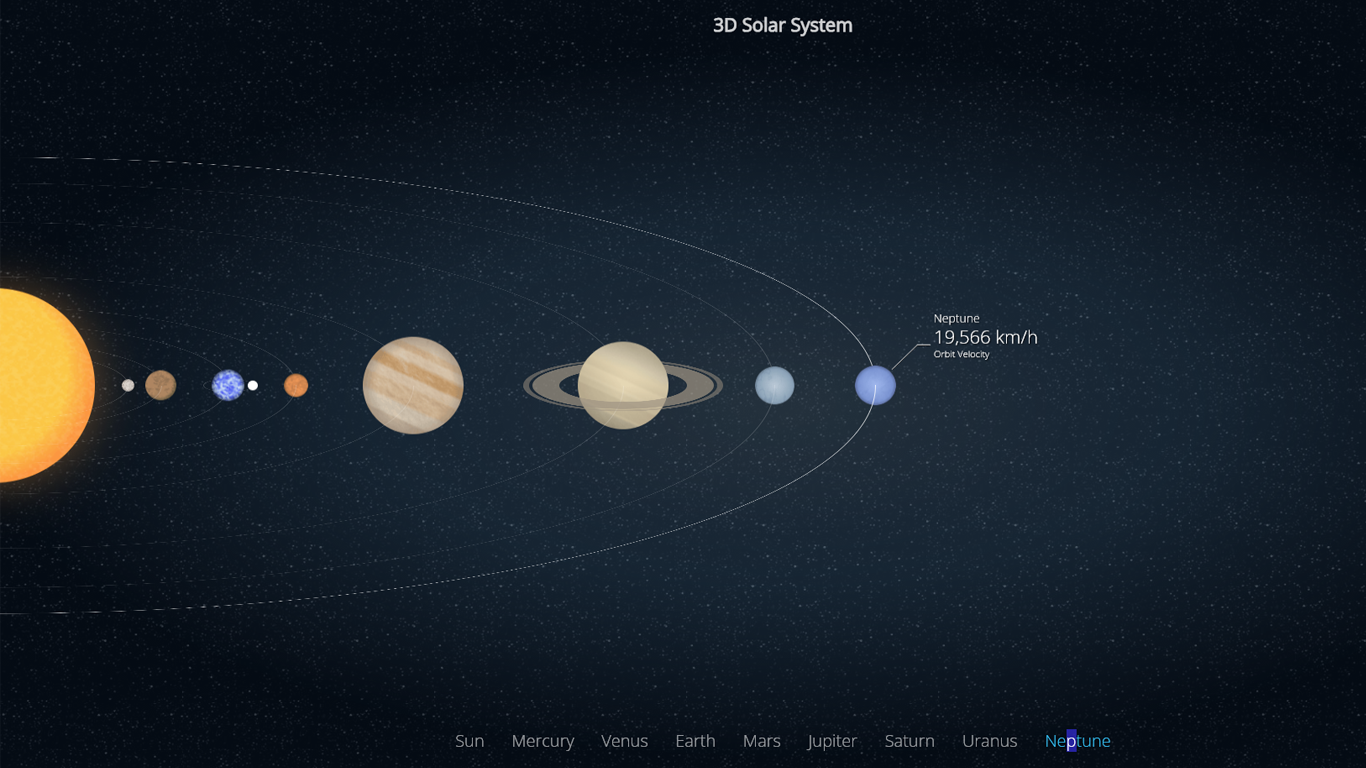 3D Solar System
Neptune
19,566 km/h
Orbit Velocity
Sun Mercury Venus Earth Mars Jupiter Saturn Uranus Neptune